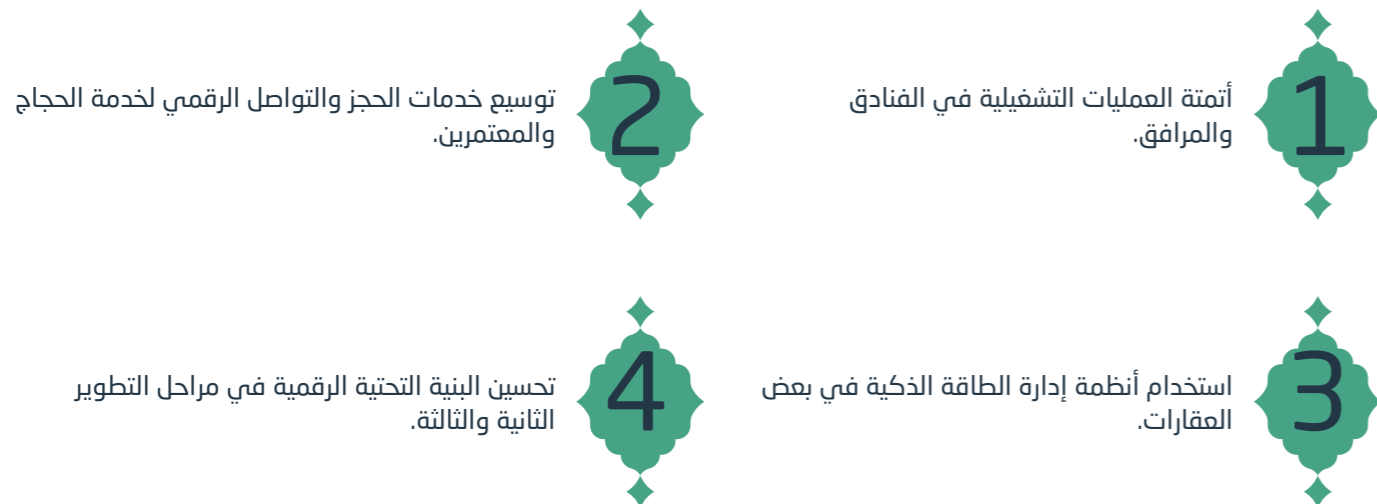 1
أتمتة العمليات التشغيلية في الفنادق
والمرافق.
2
توسيع خدمات الحجز والتواصل الرقمي لخدمة الحجاج
والمعتمرين.
3
استخدام أنظمة إدارة الطاقة الذكية في بعض
العقارات.
4
تحسين البنية التحتية الرقمية في مراحل التطوير
الثانية والثالثة.